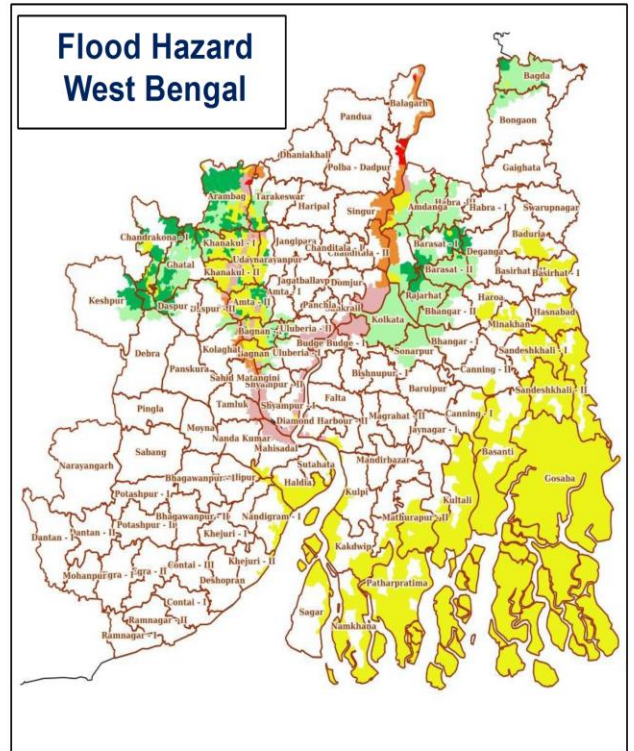 Flood Hazard
West Bengal
Bagda
Balagarh
Pandua
Bongaon
Dhaniakhali
Polba - Dadpur
Gaighata
Arambag
Tarakeswar
Haripal
Singur
Amdanga
Habra - I
Swarupnagar
Chandrakona - I
Khanakul - I
Jangipara
Chanditala - I
Chanditala - II
Barasat - I
Deganga
Baduria
Ghatal
Khanakul - II
Udaynarayanpur
Barasat - II
Basirhat - I
Keshpur
Daspur
Amta - I
Domjur
Rajarhat
Haroa
Hasnabad
Amta - II
Panchla
Kolkata
Bhangar - II
Minakhan
Bagnan
Uluberia - II
Debra
Kolaghat
Bagnan
Uluberia - I
Budge Budge - I
Sonarpur
Bhangar - I
Sandeshkhali - I
Panskura
Sahid Matangini
Bishnupur - I
Canning - II
Sandeshkhali - II
Pingla
Tamluk
Shyampur - I
Falta
Baruipur
Moyna
Diamond Harbour - II
Magrahat - II
Canning - I
Sabang
Nanda Kumar
Mahisadal
Jaynagar - I
Basanti
Narayangarh
Sutahata
Mandirbazar
Gosaba
Bhagawanpur
Haldia
Kulpi
Kultali
Potashpur - I
Bhagawanpur - II
Nandigram - I
Mathurapur - II
Dantan - I
Dantan - II
Potashpur - I
Khejuri - I
Kakdwip
Mohanpur
Egra - I
Egra - II
Contai - III
Khejuri - II
Deshopran
Patharpratima
Contai - I
Sagar
Namkhana
Ramnagar - II
Ramnagar - I